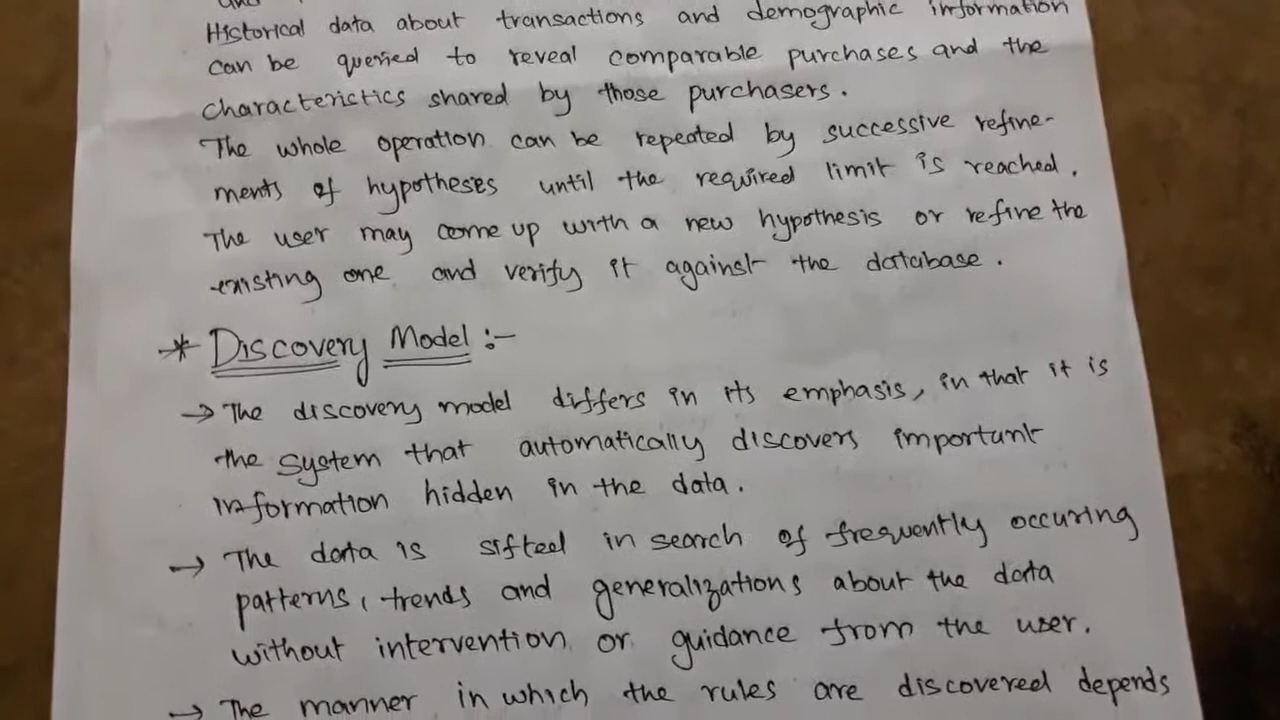 Historical data about transactions and demographic information
can be queried to reveal comparable purchases and the
characteristics shared by those purchasers.
The whole operation can be repeated by successive refine-
ments of hypotheses until the required limit is reached.
The user may come up with a new hypothesis or refine the
existing one and verify it against the database.
* Discovery Model :-
→ The discovery model differs in its emphasis, in that it is
the system that automatically discovers important
information hidden in the data.
→ The data is sifted in search of frequently occuring
patterns, trends and generalizations about the data
without intervention or guidance from the user.
→ The manner in which the rules are discovered depends